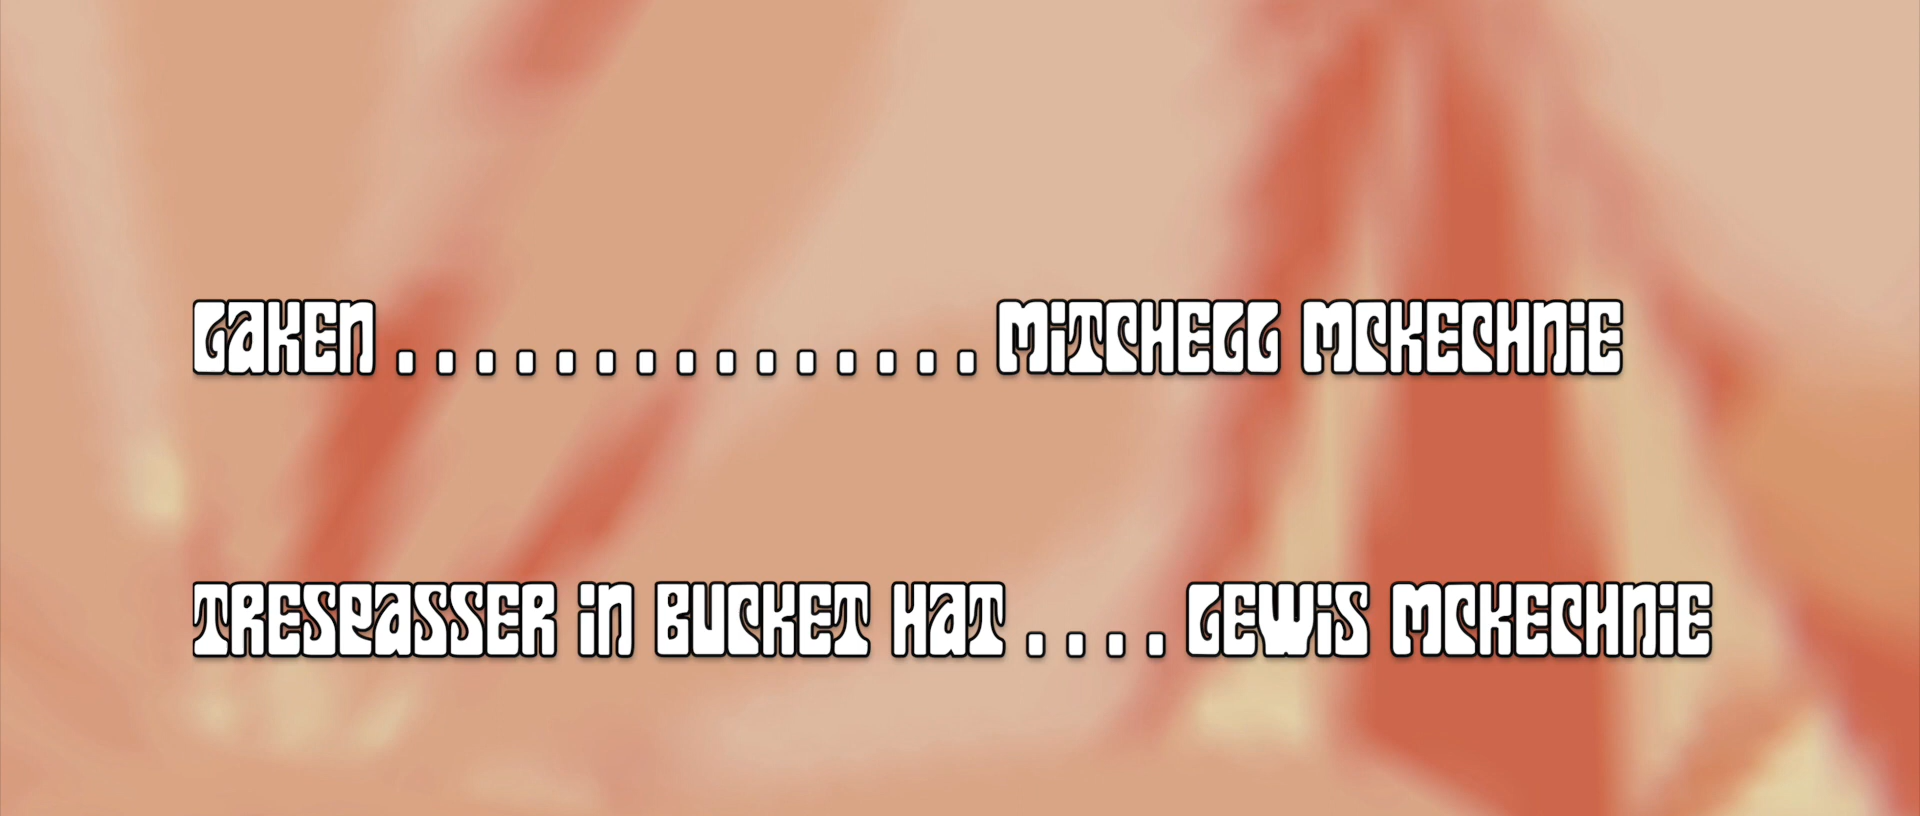 LAKEN . . . . . . . . . . . . . . . MITCHELL MCKECHNIE
TRESPASSER IN BUCKET HAT . . . . LEWIS MCKECHNIE